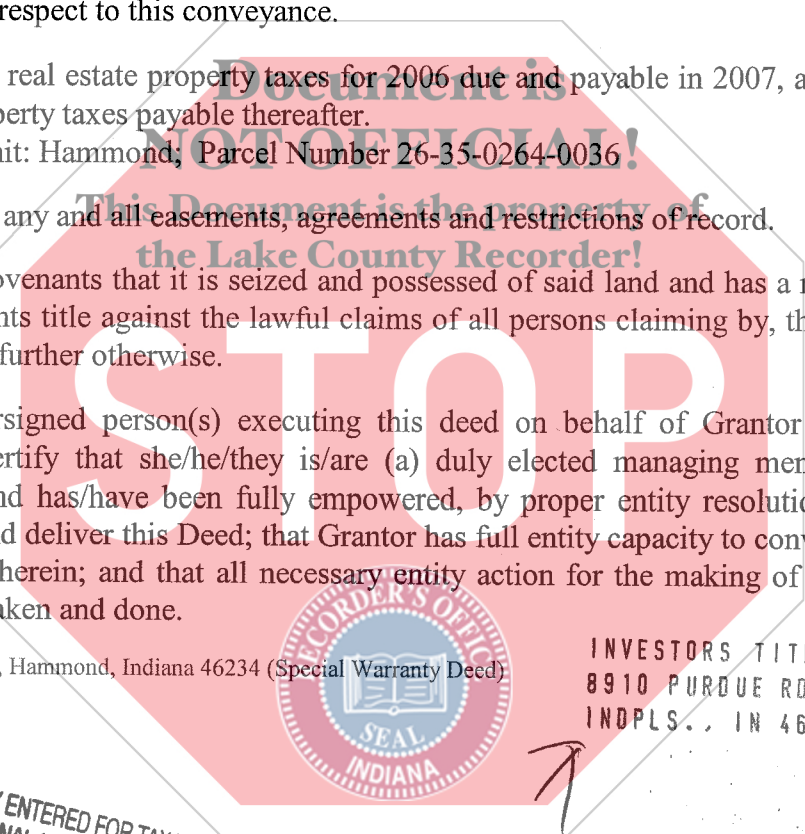 respect to this conveyance.
real estate property taxes for 2006 due and payable in 2007, a
perty taxes payable thereafter.
Document is
NOT OFFICIAL!
nit: Hammond; Parcel Number 26-35-0264-0036
This Document is the property of
the Lake County Recorder!
any and all easements, agreements and restrictions of record.
ovenants that it is seized and possessed of said land and has a
nts title against the lawful claims of all persons claiming by, th
further otherwise.
STOP
rsigned person(s) executing this deed on behalf of Grantor
ertify that she/he/they is/are (a) duly elected managing mem
nd has/have been fully empowered, by proper entity resolutio
d deliver this Deed; that Grantor has full entity capacity to conv
herein; and that all necessary entity action for the making of
aken and done.
, Hammond, Indiana 46234 (Special Warranty Deed)
RECORDER'S OFFICE
SEAL
INDIANA
INVESTORS TIT
8910 PURDUE RD
INDPLS., IN 46
ENTERED FOR TAX